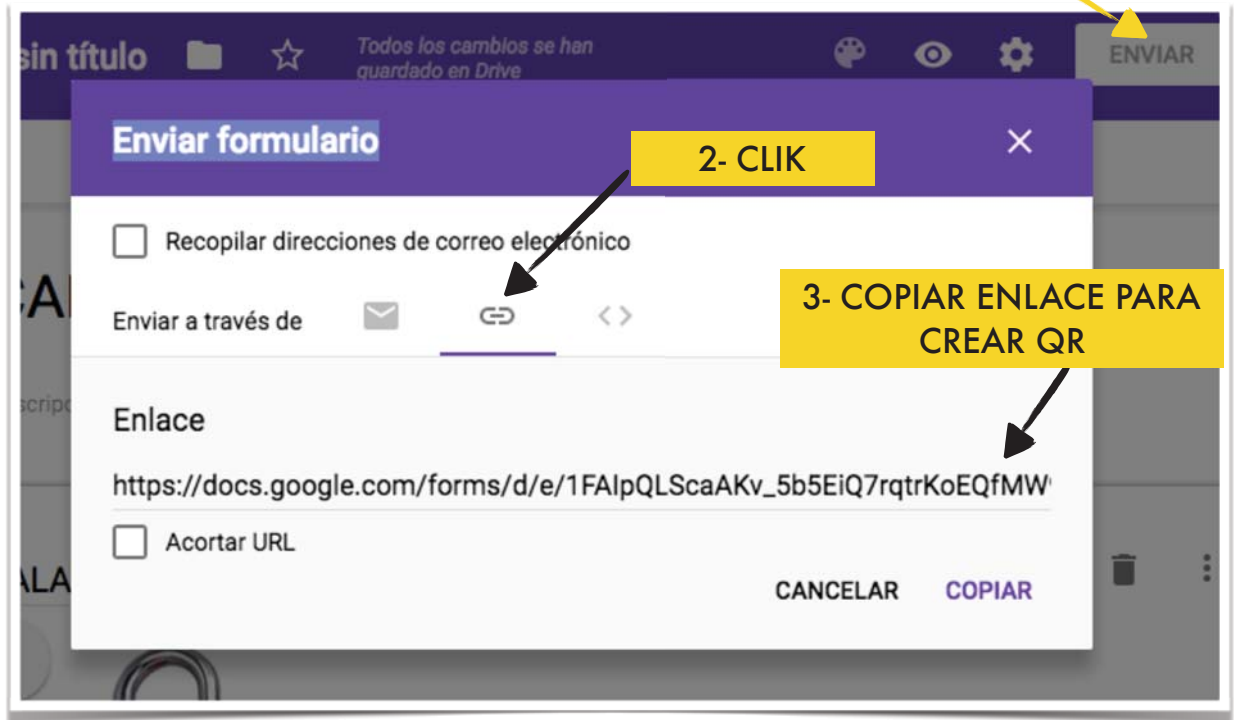 sin título
Todos los cambios se han
guardado en Drive
ENVIAR
Enviar formulario
2- CLIK
Recopilar direcciones de correo electrónico
Enviar a través de
3- COPIAR ENLACE PARA
CREAR QR
Enlace
https://docs.google.com/forms/d/e/1FAIpQLScaAKv_5b5EiQ7rqtrKoEQfMW
Acortar URL
CANCELAR COPIAR